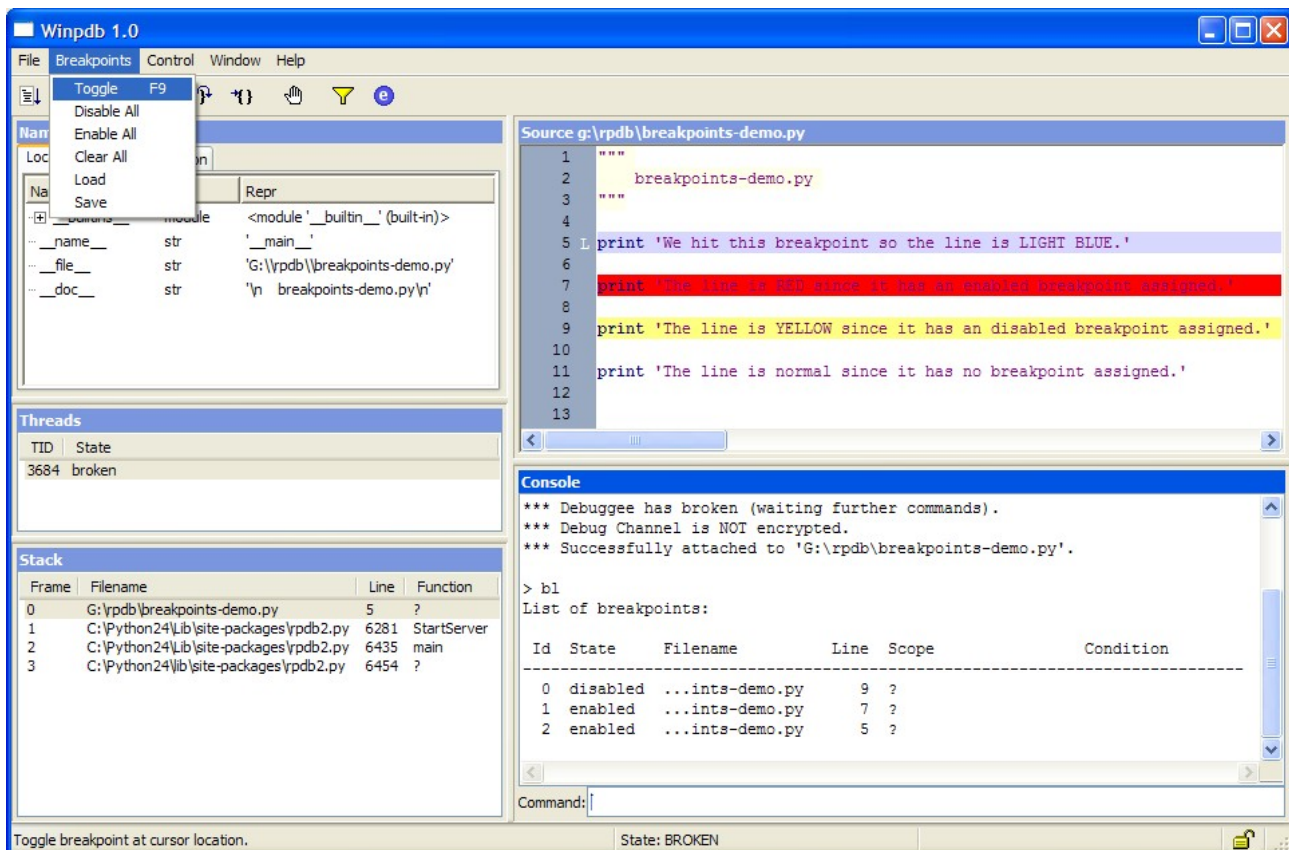 Winpdb 1.0
File Breakpoints Control Window Help
Toggle F9
Disable All
Enable All
Clear All
Load
Save
Repr
<module '__builtin__' (built-in)>
__name__ str '__main__'
__file__ str 'G:\\rpdb\\breakpoints-demo.py'
__doc__ str '\n breakpoints-demo.py\n'
Threads
TID State
3684 broken
Stack
Frame Filename Line Function
0 G:\rpdb\breakpoints-demo.py 5 ?
1 C:\Python24\Lib\site-packages\rpdb2.py 6281 StartServer
2 C:\Python24\Lib\site-packages\rpdb2.py 6435 main
3 C:\Python24\lib\site-packages\rpdb2.py 6454 ?
Source g:\rpdb\breakpoints-demo.py
1 """
2 breakpoints-demo.py
3 """
4
5 L print 'We hit this breakpoint so the line is LIGHT BLUE.'
6
7 print 'The line is RED since it has an enabled breakpoint assigned.'
8
9 print 'The line is YELLOW since it has an disabled breakpoint assigned.'
10
11 print 'The line is normal since it has no breakpoint assigned.'
12
13
Console
*** Debuggee has broken (waiting further commands).
*** Debug Channel is NOT encrypted.
*** Successfully attached to 'G:\rpdb\breakpoints-demo.py'.
> bl
List of breakpoints:
Id State Filename Line Scope Condition
------------------------------------------------------------------------------
0 disabled ...ints-demo.py 9 ?
1 enabled ...ints-demo.py 7 ?
2 enabled ...ints-demo.py 5 ?
Command:
Toggle breakpoint at cursor location.
State: BROKEN